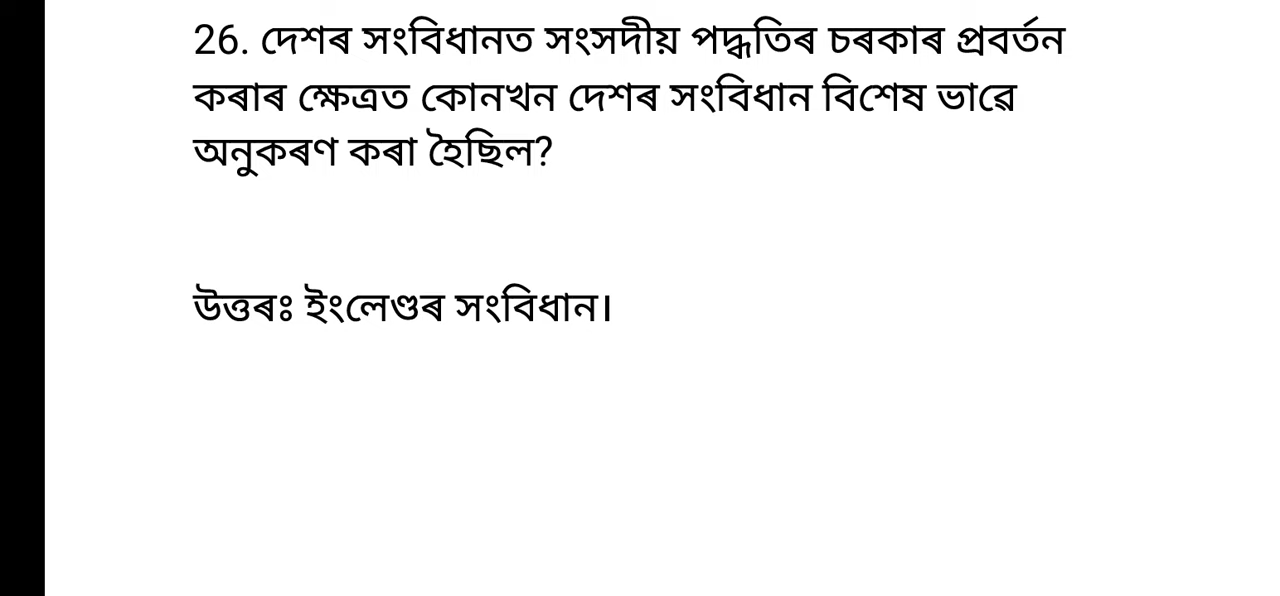 26. দেশৰ সংবিধানত সংসদীয় পদ্ধতিৰ চৰকাৰ প্ৰবৰ্তন
কৰাৰ ক্ষেত্ৰত কোনখন দেশৰ সংবিধান বিশেষ ভাৱে
অনুকৰণ কৰা হৈছিল?
উত্তৰঃ ইংলেণ্ডৰ সংবিধান।